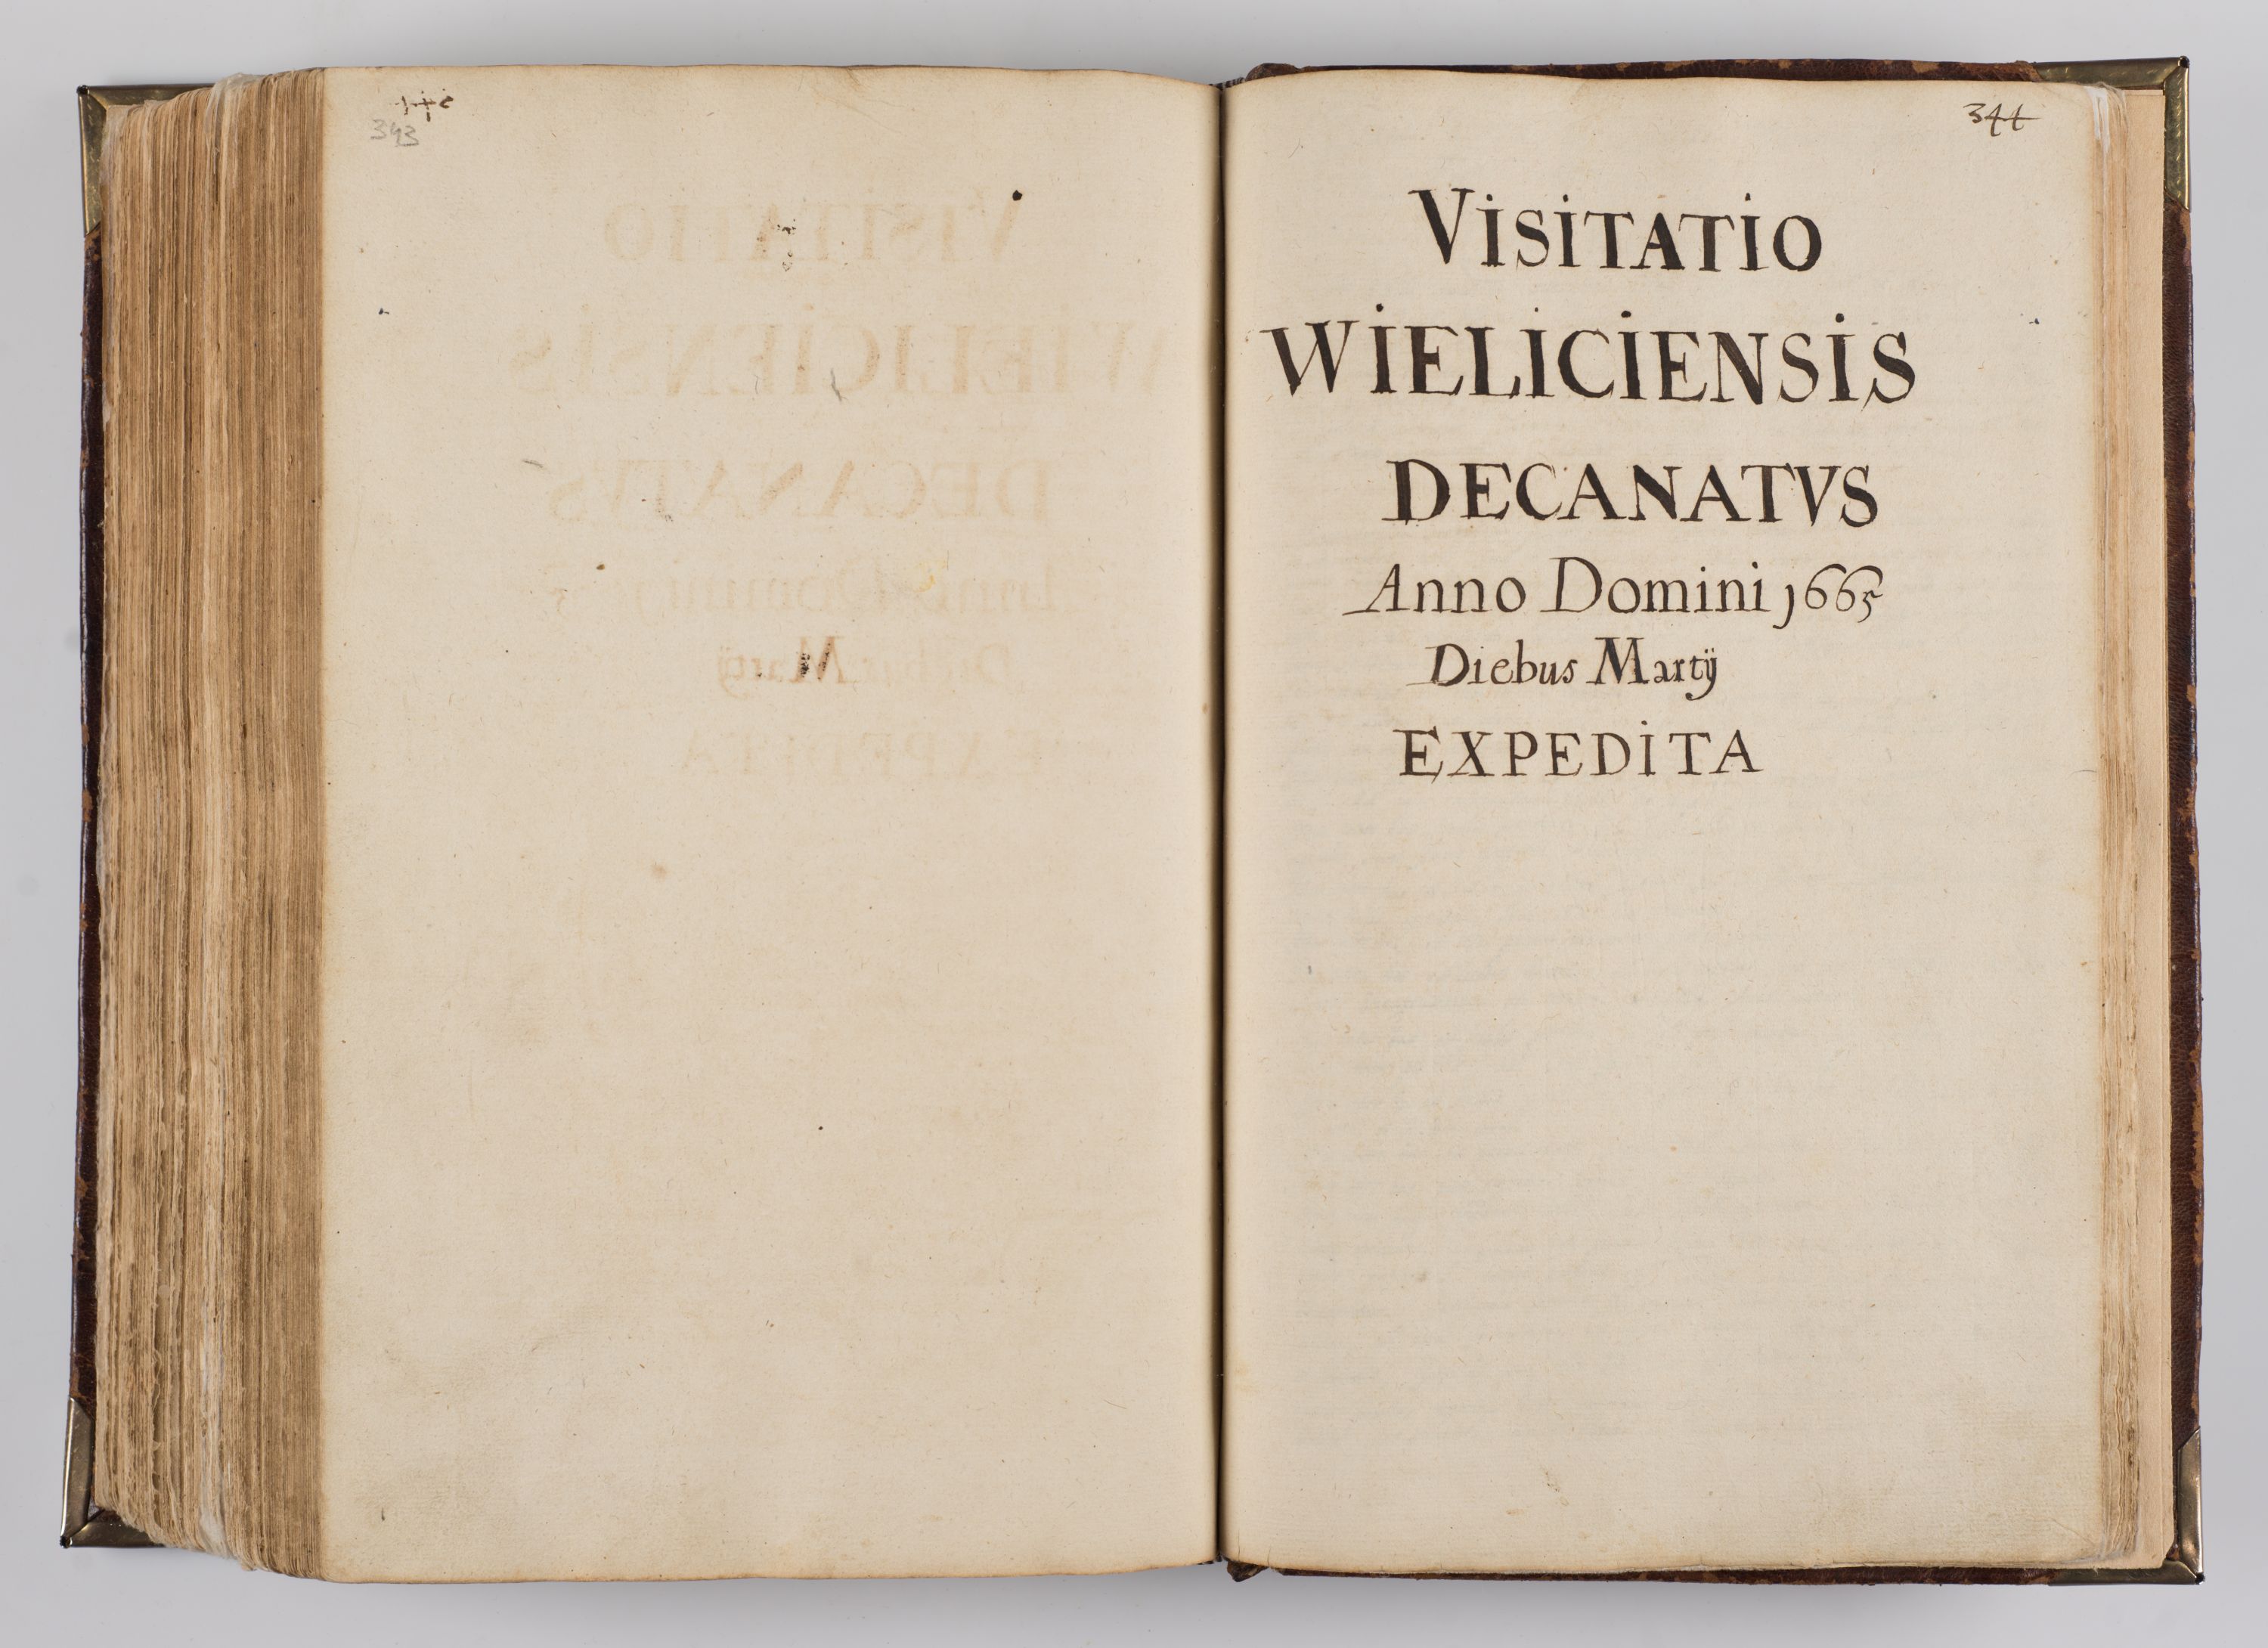 343
344
VISITATIO
WIELICIENSIS
DECANATVS
Anno Domini 1665
Diebus Martij
EXPEDITA